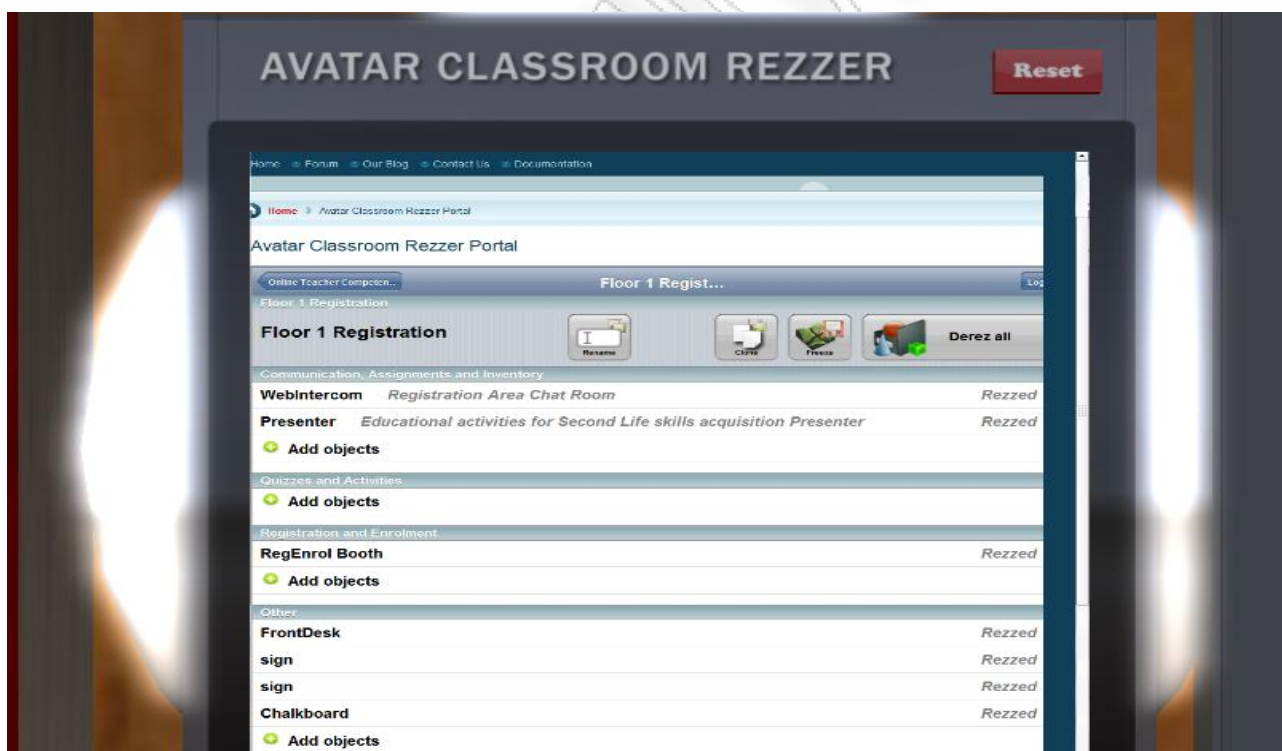 AVATAR CLASSROOM REZZER
Reset
Home Forum Our Blog Contact Us Documentation
Home Avatar Classroom Rezzer Portal
Avatar Classroom Rezzer Portal
Online Teacher Competen... Floor 1 Regist... Log
Floor 1 Registration
Floor 1 Registration Rename Clone Freeze Derez all
Communication, Assignments and Inventory
WebIntercom Registration Area Chat Room Rezzed
Presenter Educational activities for Second Life skills acquisition Presenter Rezzed
Add objects
Quizzes and Activities
Add objects
Registration and Enrolment
RegEnrol Booth Rezzed
Add objects
Other
FrontDesk Rezzed
sign Rezzed
sign Rezzed
Chalkboard Rezzed
Add objects